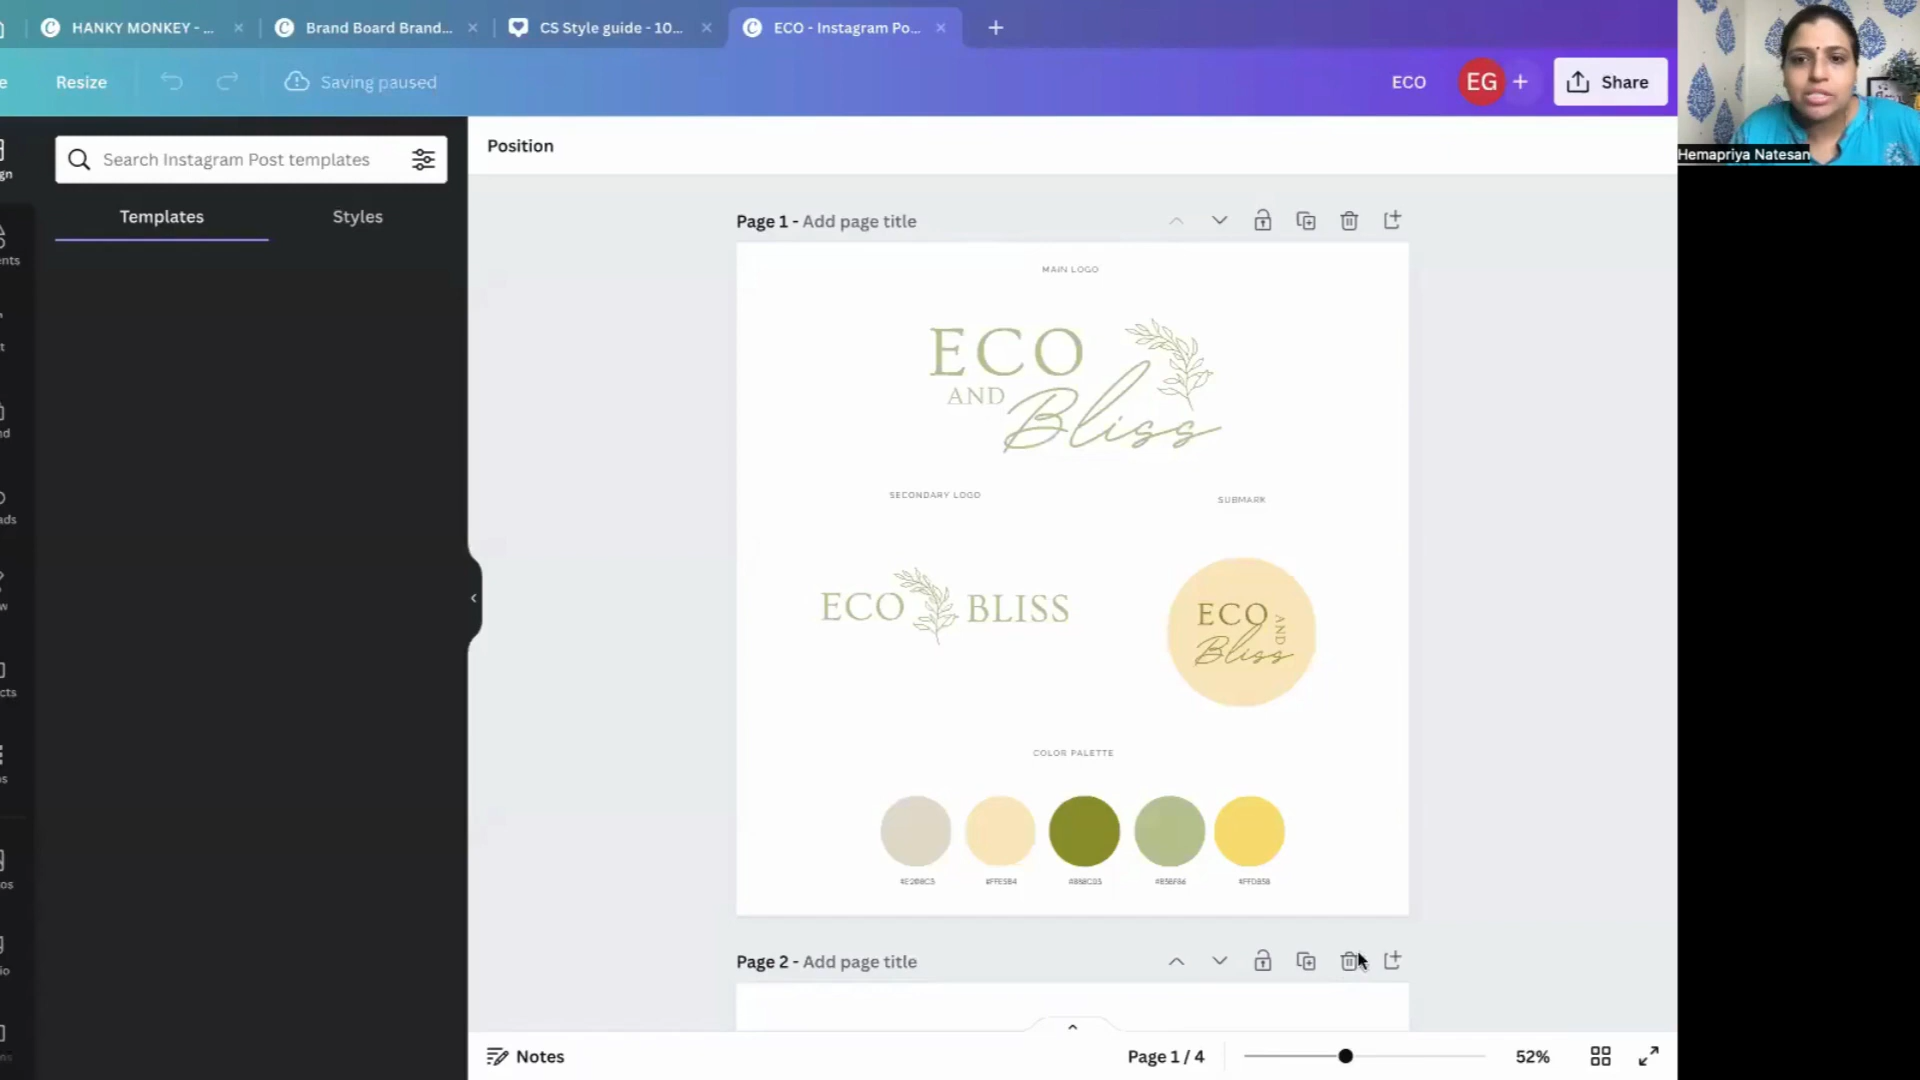 HANKY MONKEY - ...
Brand Board Brand...
CS Style guide - 10...
ECO - Instagram Po...
Resize
Saving paused
ECO
EG
Share
Hemapriya Natesan
Search Instagram Post templates
Templates
Styles
Position
Page 1 - Add page title
MAIN LOGO
ECO
AND
Bliss
SECONDARY LOGO
SUBMARK
ECO BLISS
ECO
AND
Bliss
COLOR PALETTE
Page 2 - Add page title
Notes
Page 1 / 4
52%